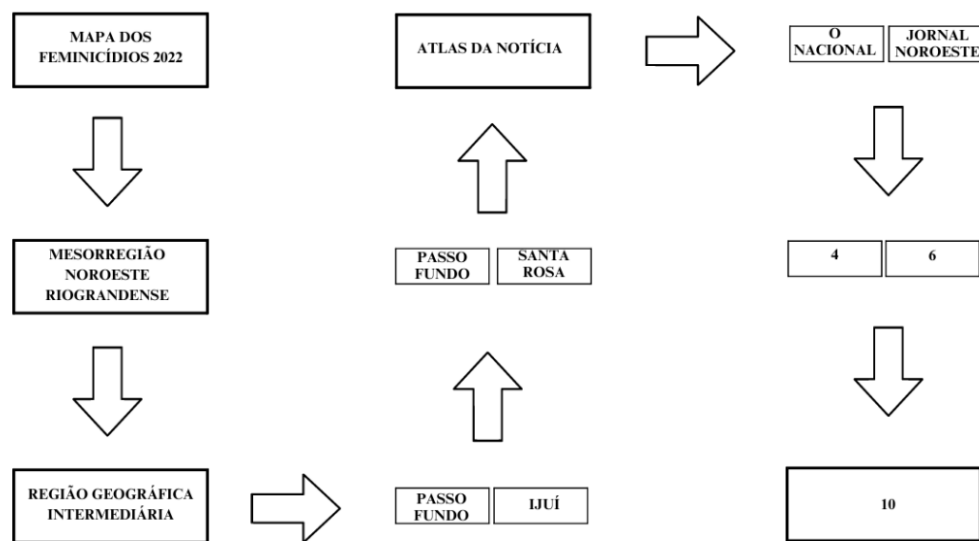 MAPA DOS
FEMINICÍDIOS 2022
MESORREGIÃO
NOROESTE
RIOGRANDENSE
REGIÃO GEOGRÁFICA
INTERMEDIÁRIA
PASSO
FUNDO
IJUÍ
PASSO
FUNDO
SANTA
ROSA
ATLAS DA NOTÍCIA
O
NACIONAL
JORNAL
NOROESTE
4
6
10